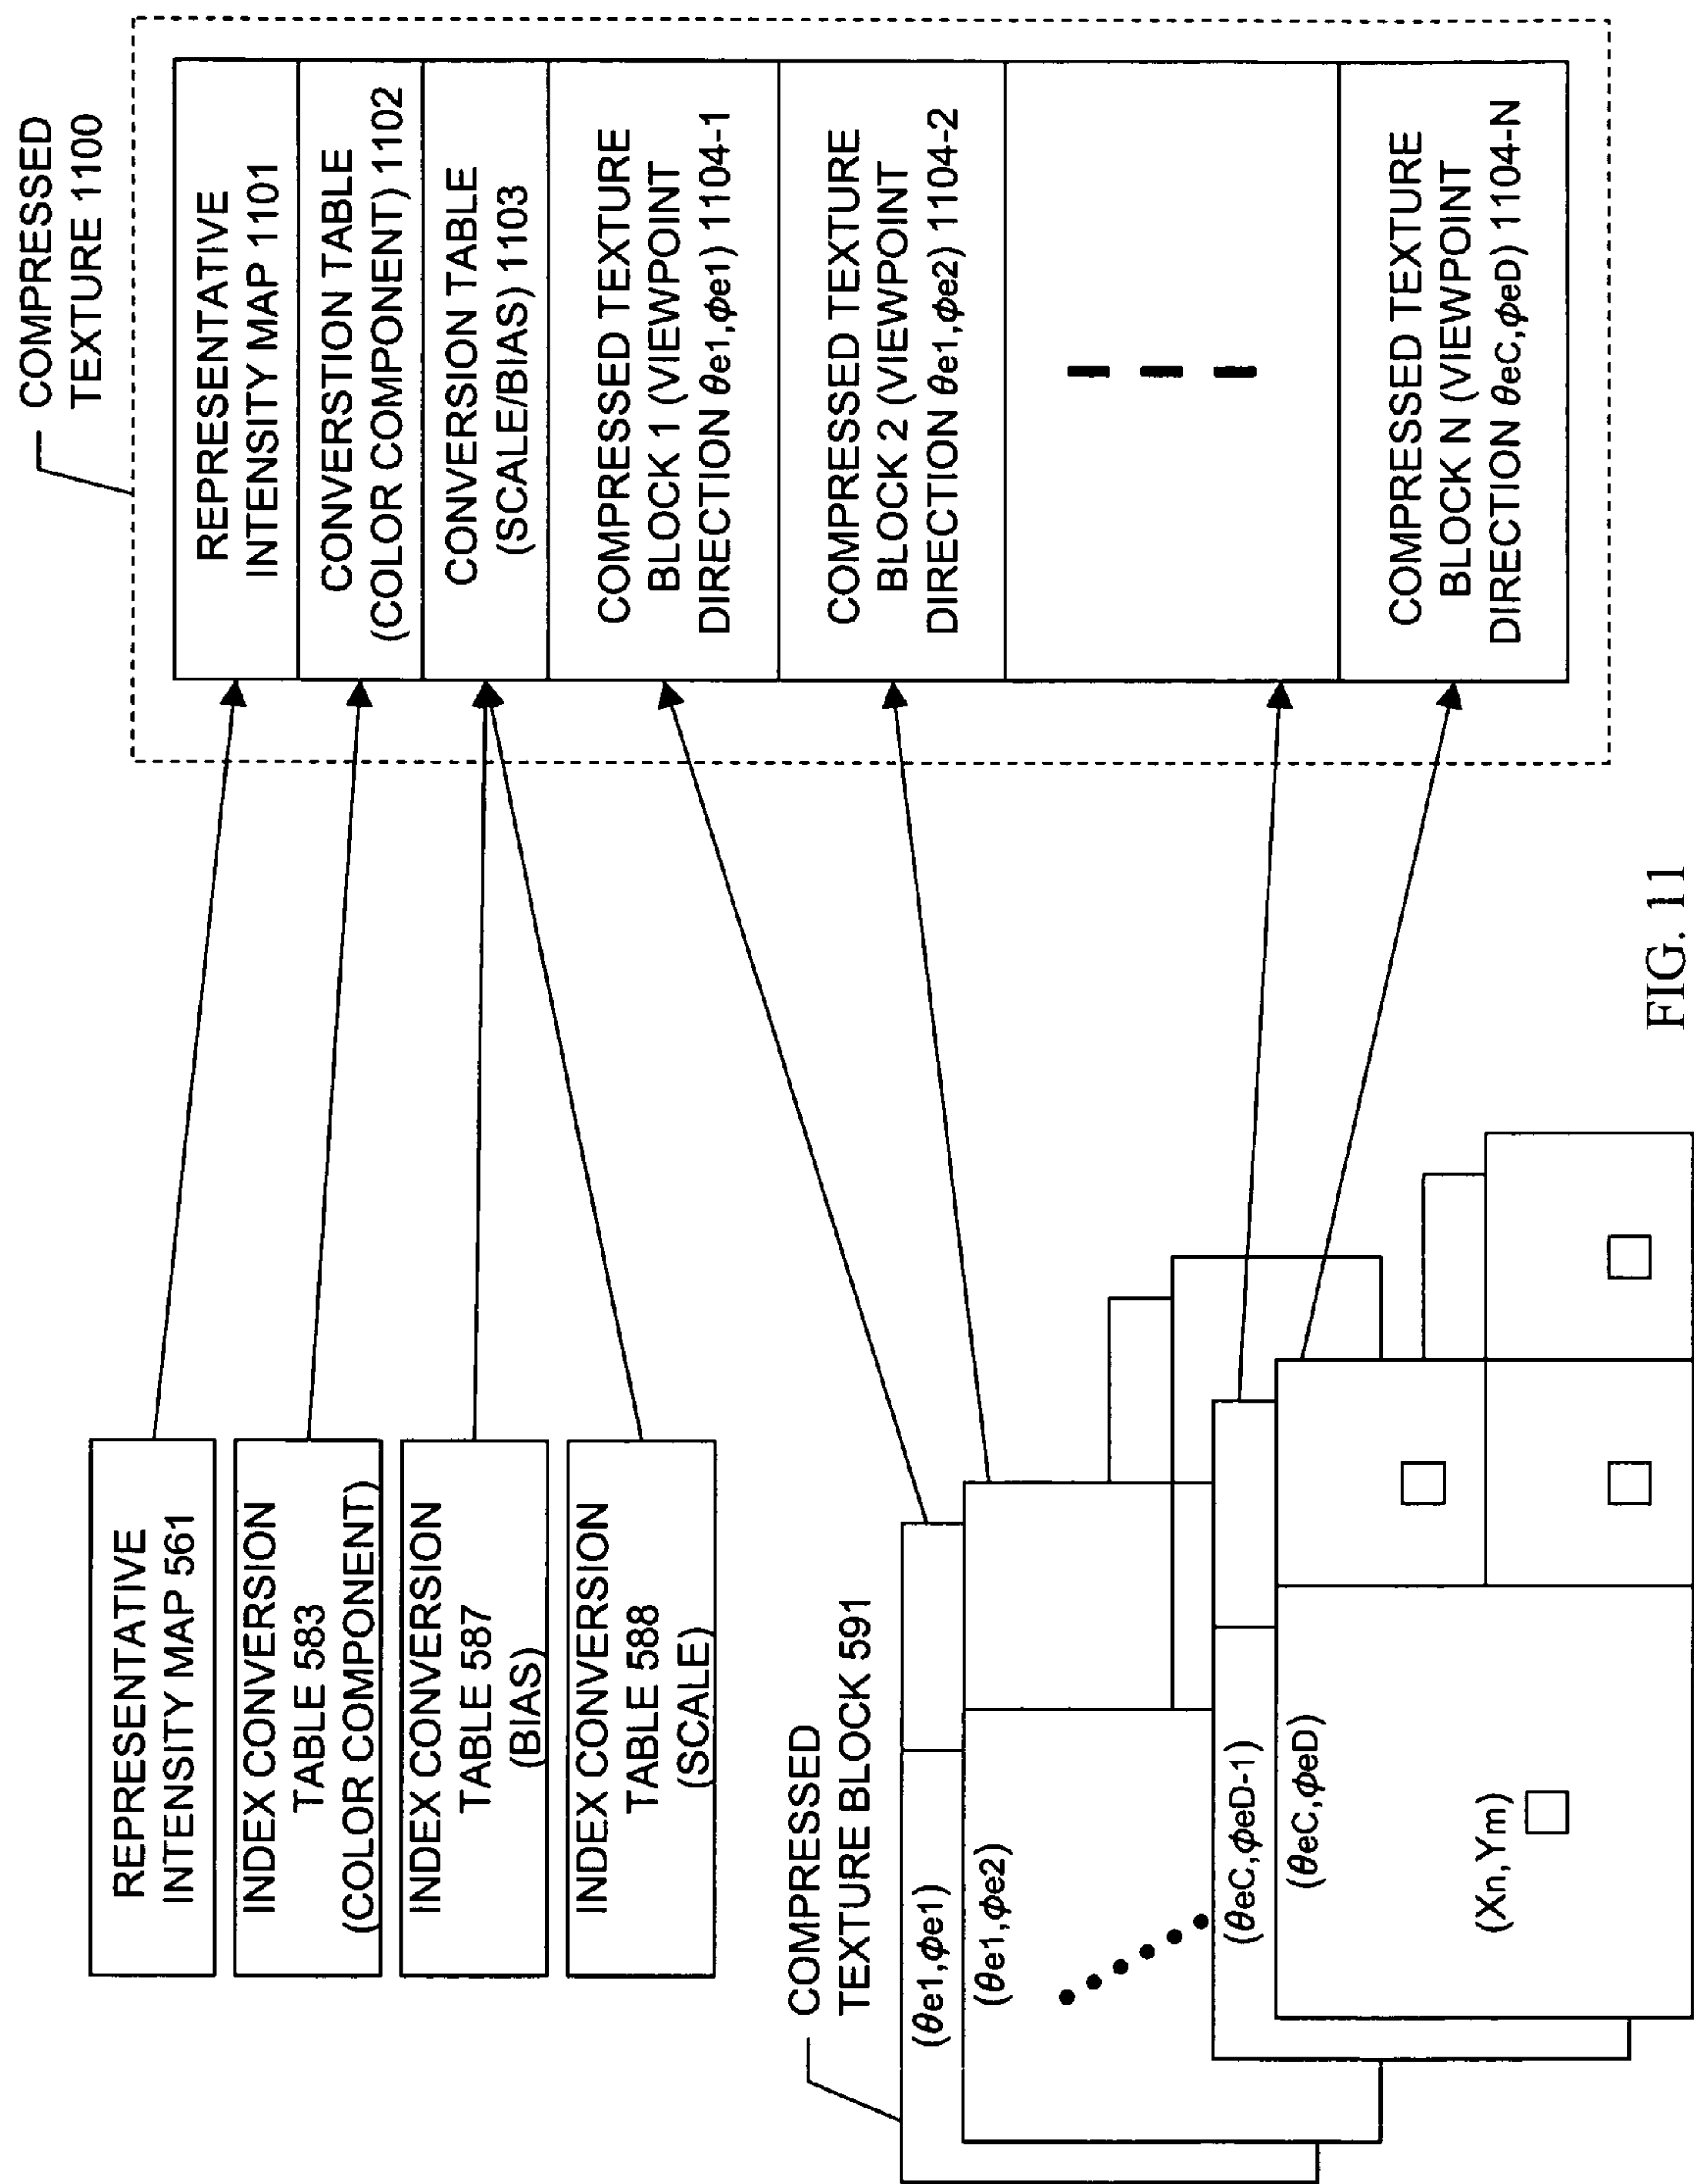 COMPRESSED
TEXTURE 1100
REPRESENTATIVE
INTENSITY MAP 561
INDEX CONVERSION
TABLE 583
(COLOR COMPONENT)
INDEX CONVERSION
TABLE 587
(BIAS)
INDEX CONVERSION
TABLE 588
(SCALE)
REPRESENTATIVE
INTENSITY MAP 1101
CONVERSTION TABLE
(COLOR COMPONENT) 1102
CONVERSION TABLE
(SCALE/BIAS) 1103
COMPRESSED TEXTURE
BLOCK 1 (VIEWPOINT
DIRECTION θe1,ϕe1) 1104-1
COMPRESSED TEXTURE
BLOCK 2 (VIEWPOINT
DIRECTION θe1,ϕe2) 1104-2
COMPRESSED TEXTURE
BLOCK N (VIEWPOINT
DIRECTION θeC,ϕeD) 1104-N
COMPRESSED
TEXTURE BLOCK 591
(θe1,ϕe1)
(θe1,ϕe2)
(θeC,ϕeD-1)
(θeC,ϕeD)
(Xn,Ym)
FIG. 11